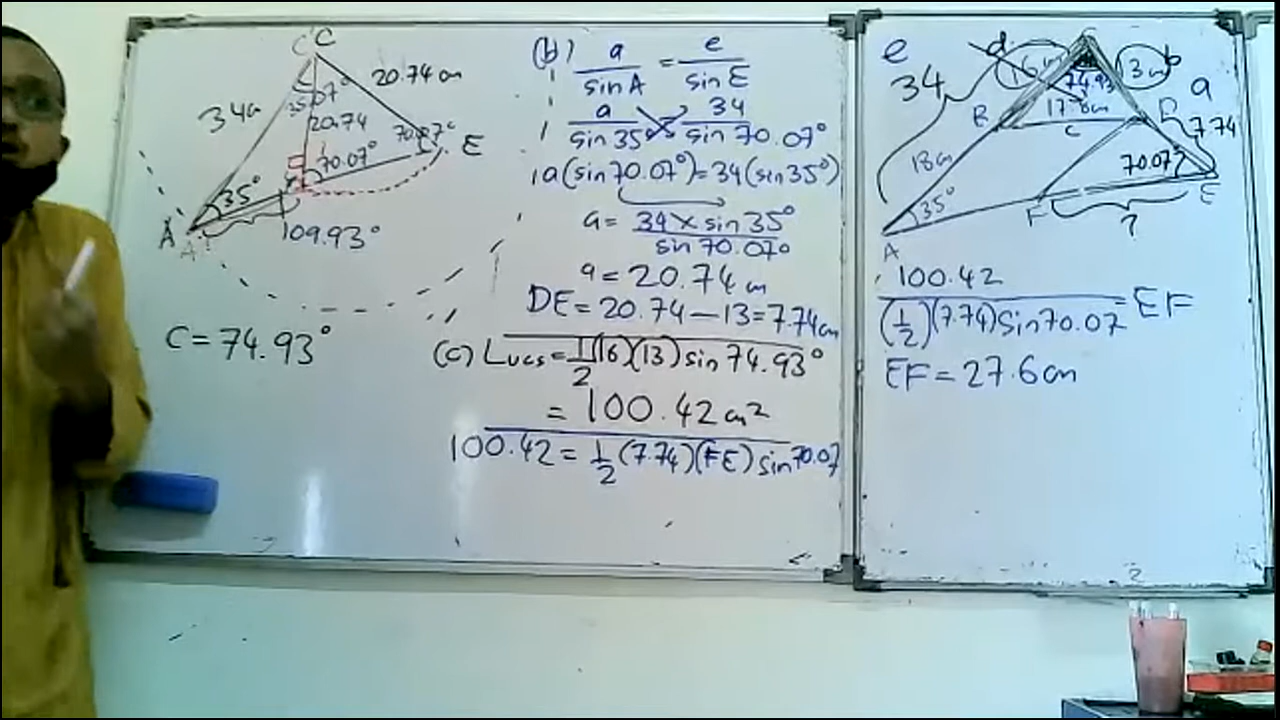 C' C
20.74 cm
34
35.07°
20.74
70.07°
E
70.07°
35°
A
A'
109.93°
C = 74.93°
(b) a/sin A = e/sin E
a/sin 35° = 34/sin 70.07°
a(sin 70.07°) = 34(sin 35°)
a = 34 × sin 35°/sin 70.07°
a = 20.74 cm
DE = 20.74 – 13 = 7.74 cm
(c) Luas = 1/2 (16)(13) sin 74.93°
= 100.42 cm²
100.42 = 1/2 (7.74)(FE) sin 70.07
e
34
d
C
16 cm
74.93
13 cm
b
a
17.8 cm
B
c
D
7.74
18 cm
70.07°
E
35°
F
?
A
100.42/(1/2)(7.74) Sin 70.07 = EF
EF = 27.6 cm